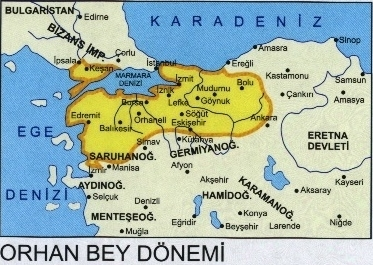 BULGARİSTAN
KARADENİZ
Edirne
BİZANS İMP.
Çorlu
İstanbul
Sinop
Amasra
İpsala
Keşan
MARMARA
DENİZİ
İzmit
Ereğli
Bolu
Kastamonu
Samsun
İznik
Mudurnu
Bursa
Lefke
Göynük
Çankırı
Amasya
Edremit
Orhaneli
Söğüt
Ankara
EGE
Balıkesir
Eskişehir
ERETNA
DEVLETİ
Simav
Kütahya
SARUHANOĞ.
GERMİYANOĞ.
İzmir
Manisa
Afyon
DENİZİ
AYDINOĞ.
Akşehir
KARAMANOĞ.
Kayseri
Selçuk
Denizli
HAMİDOĞ.
Aksaray
MENTEŞEOĞ.
Konya
Muğla
Eğridir
Beyşehir
Larende
Niğde
ORHAN BEY DÖNEMİ